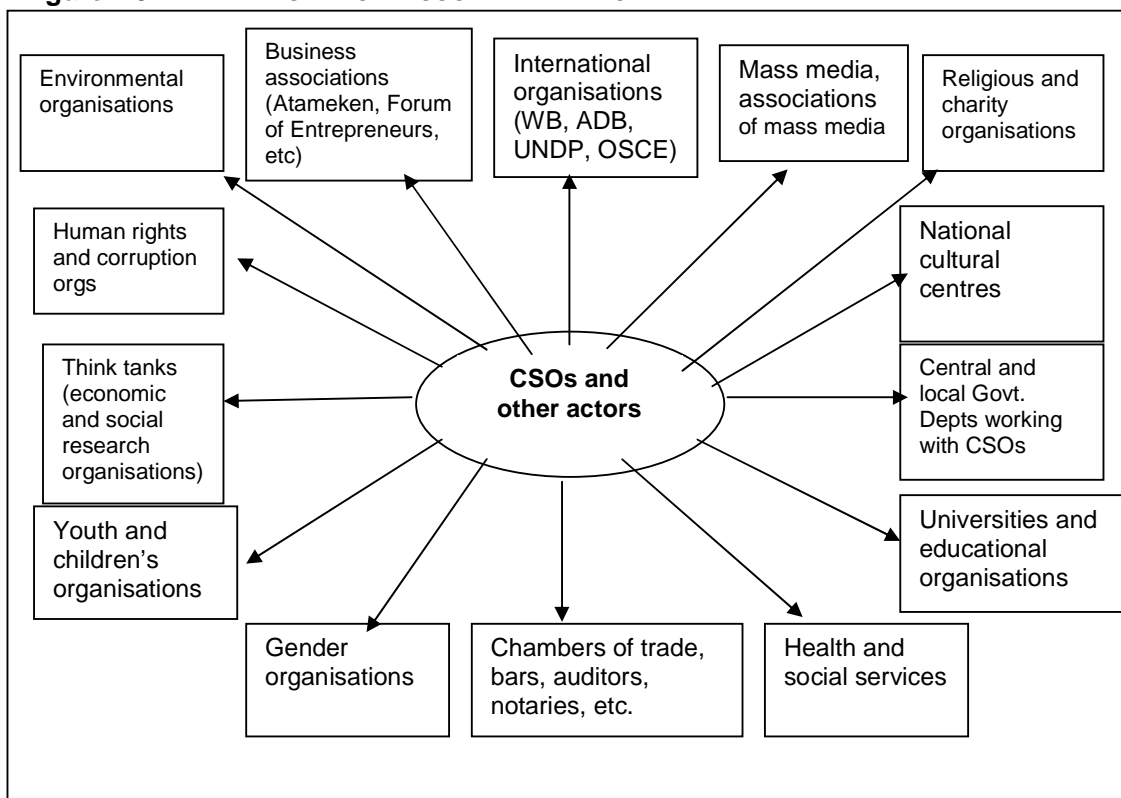 Environmental
organisations
Business
associations
(Atameken, Forum
of Entrepreneurs,
etc)
International
organisations
(WB, ADB,
UNDP, OSCE)
Mass media,
associations
of mass media
Religious and
charity
organisations
Human rights
and corruption
orgs
National
cultural
centres
Think tanks
(economic
and social
research
organisations)
CSOs and
other actors
Central and
local Govt.
Depts working
with CSOs
Youth and
children’s
organisations
Universities and
educational
organisations
Gender
organisations
Chambers of trade,
bars, auditors,
notaries, etc.
Health and
social services